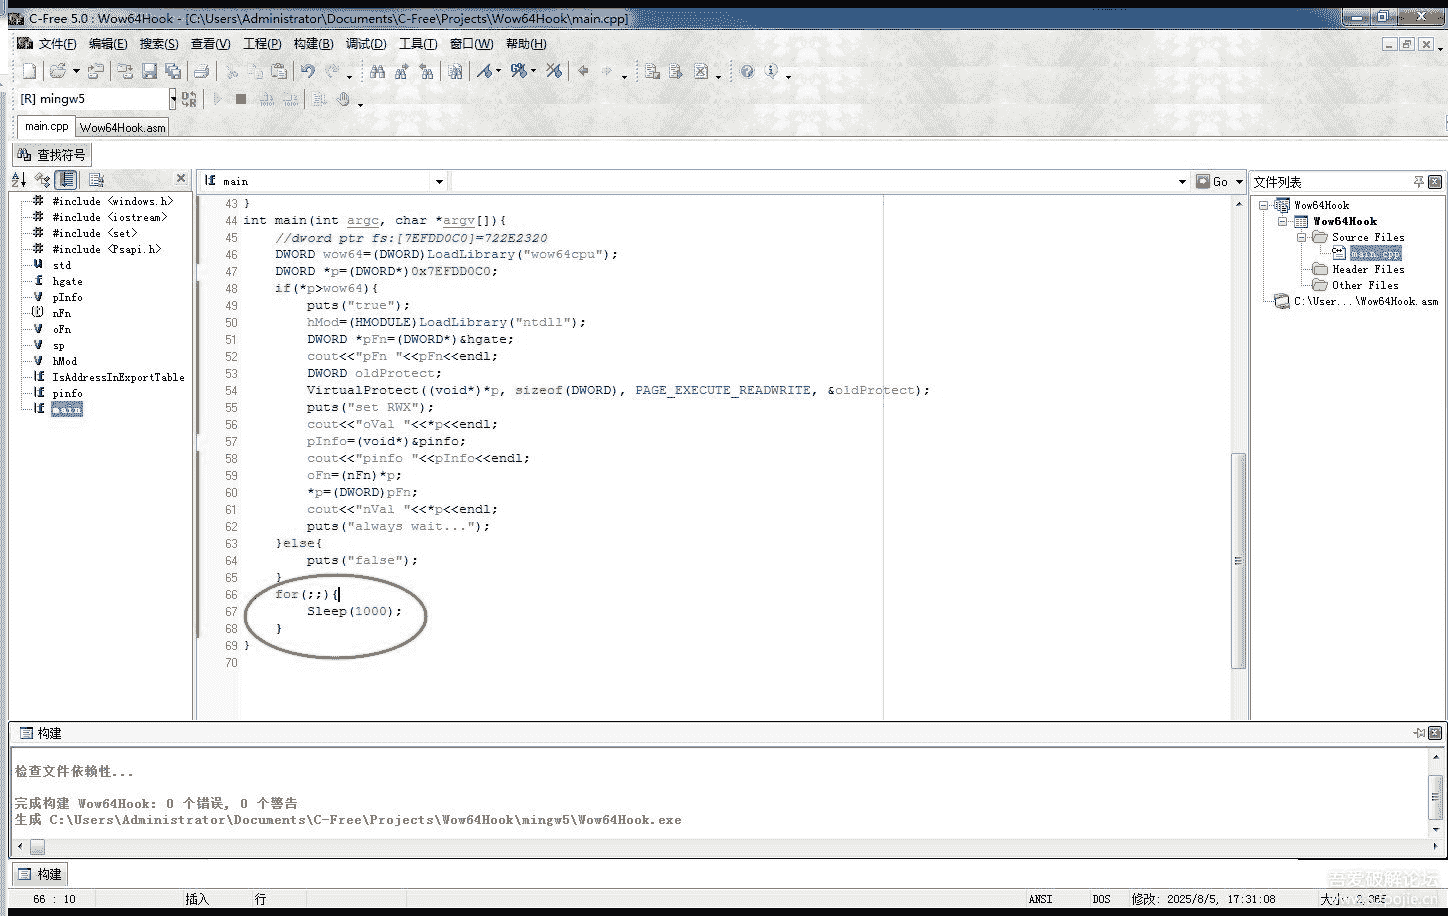 C-Free 5.0 : Wow64Hook - [C:\Users\Administrator\Documents\C-Free\Projects\Wow64Hook\main.cpp]
文件(F) 编辑(E) 搜索(S) 查看(V) 工程(P) 构建(B) 调试(D) 工具(T) 窗口(W) 帮助(H)
[R] mingw5
main.cpp Wow64Hook.asm
查找符号
#include <windows.h>
#include <iostream>
#include <set>
#include <Psapi.h>
std
hgate
pInfo
nFn
oFn
sp
hMod
IsAddressInExportTable
pinfo
main
main
Go
43 }
44 int main(int argc, char *argv[]){
45 //dword ptr fs:[7EFDD0C0]=722E2320
46 DWORD wow64=(DWORD)LoadLibrary("wow64cpu");
47 DWORD *p=(DWORD*)0x7EFDD0C0;
48 if(*p>wow64){
49 puts("true");
50 hMod=(HMODULE)LoadLibrary("ntdll");
51 DWORD *pFn=(DWORD*)&hgate;
52 cout<<"pFn "<<pFn<<endl;
53 DWORD oldProtect;
54 VirtualProtect((void*)*p, sizeof(DWORD), PAGE_EXECUTE_READWRITE, &oldProtect);
55 puts("set RWX");
56 cout<<"oVal "<<*p<<endl;
57 pInfo=(void*)&pinfo;
58 cout<<"pinfo "<<pInfo<<endl;
59 oFn=(nFn)*p;
60 *p=(DWORD)pFn;
61 cout<<"nVal "<<*p<<endl;
62 puts("always wait...");
63 }else{
64 puts("false");
65 }
66 for(;;){
67 Sleep(1000);
68 }
69 }
70
文件列表
Wow64Hook
Wow64Hook
Source Files
main.cpp
Header Files
Other Files
C:\User...\Wow64Hook.asm
构建
检查文件依赖性...
完成构建 Wow64Hook: 0 个错误, 0 个警告
生成 C:\Users\Administrator\Documents\C-Free\Projects\Wow64Hook\mingw5\Wow64Hook.exe
构建
66 : 10 插入 行 ANSI DOS 修改: 2025/8/5, 17:31:08
吾爱破解论坛